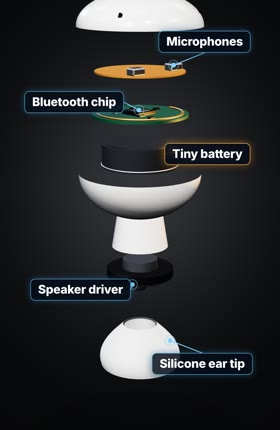 Microphones
Bluetooth chip
Tiny battery
Speaker driver
Silicone ear tip